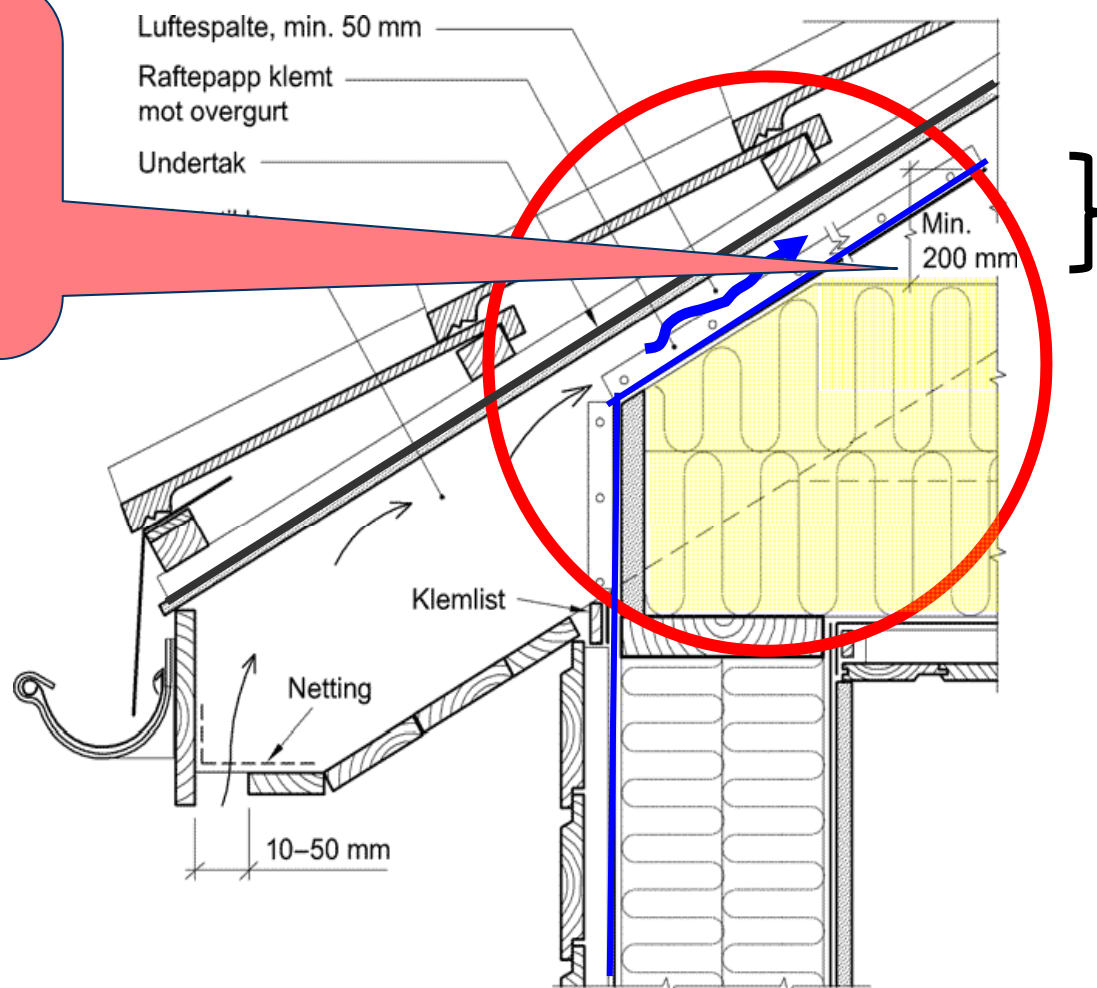 Luftespalte, min. 50 mm
Raftepapp klemt
mot overgurt
Undertak
Min.
200 mm
Klemlist
Netting
10–50 mm